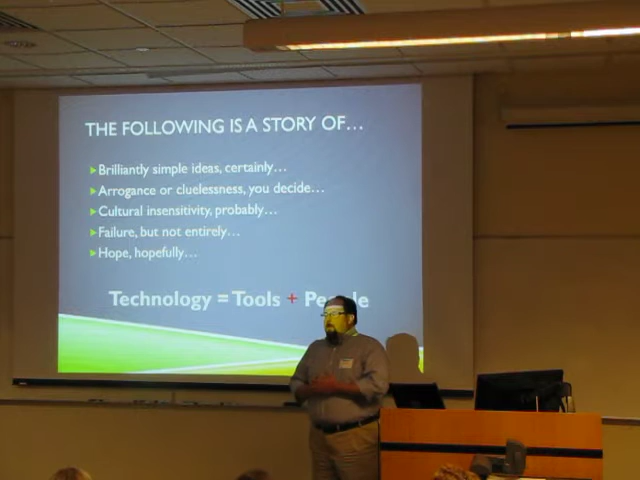 THE FOLLOWING IS A STORY OF...
Brilliantly simple ideas, certainly...
Arrogance or cluelessness, you decide...
Cultural insensitivity, probably...
Failure, but not entirely...
Hope, hopefully...
Technology = Tools +